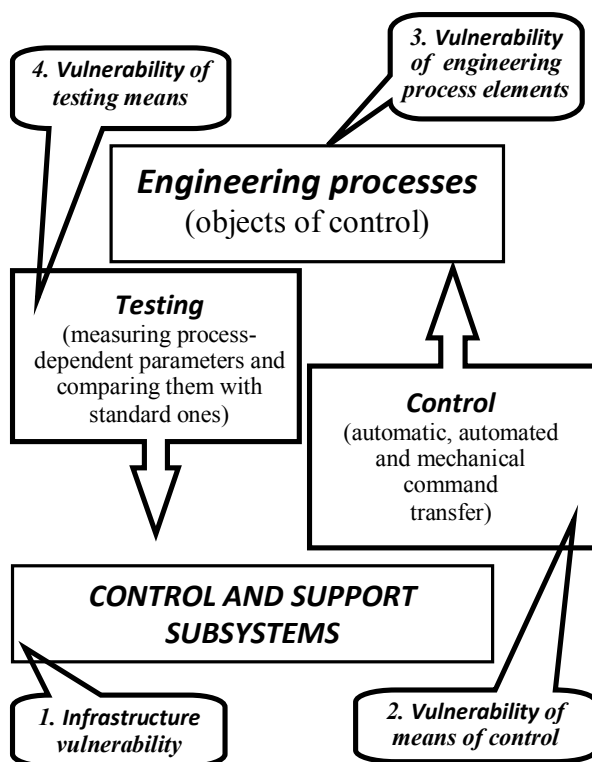 4. Vulnerability of
testing means
3. Vulnerability
of engineering
process elements
Engineering processes
(objects of control)
Testing
(measuring process-
dependent parameters and
comparing them with
standard ones)
Control
(automatic, automated
and mechanical
command
transfer)
CONTROL AND SUPPORT
SUBSYSTEMS
1. Infrastructure
vulnerability
2. Vulnerability of
means of control